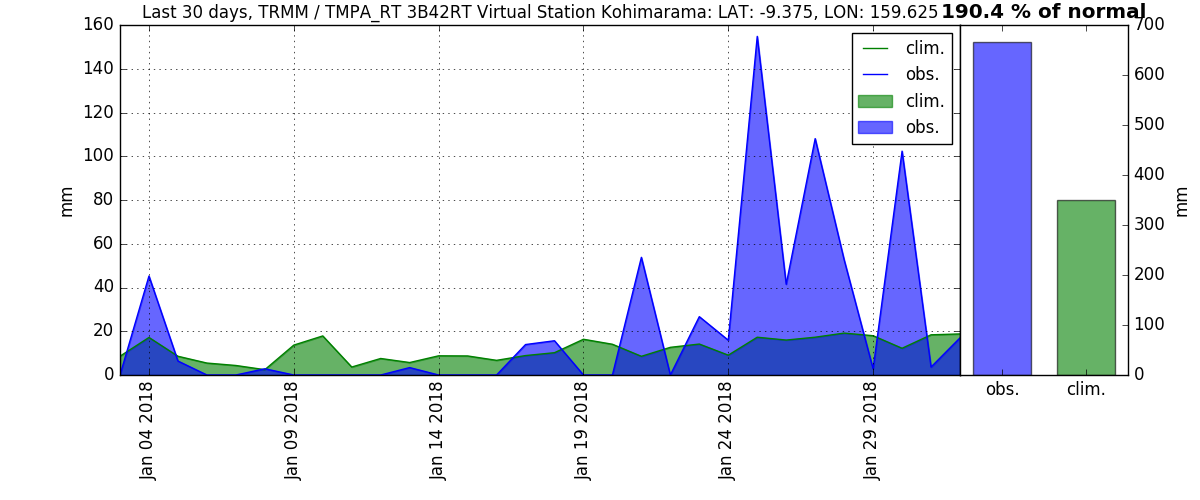 Last 30 days, TRMM / TMPA_RT 3B42RT Virtual Station Kohimarama: LAT: -9.375, LON: 159.625
190.4 % of normal
160
140
120
100
80
60
40
20
0
mm
clim.
obs.
clim.
obs.
Jan 04 2018
Jan 09 2018
Jan 14 2018
Jan 19 2018
Jan 24 2018
Jan 29 2018
700
600
500
400
300
200
100
0
mm
obs.
clim.